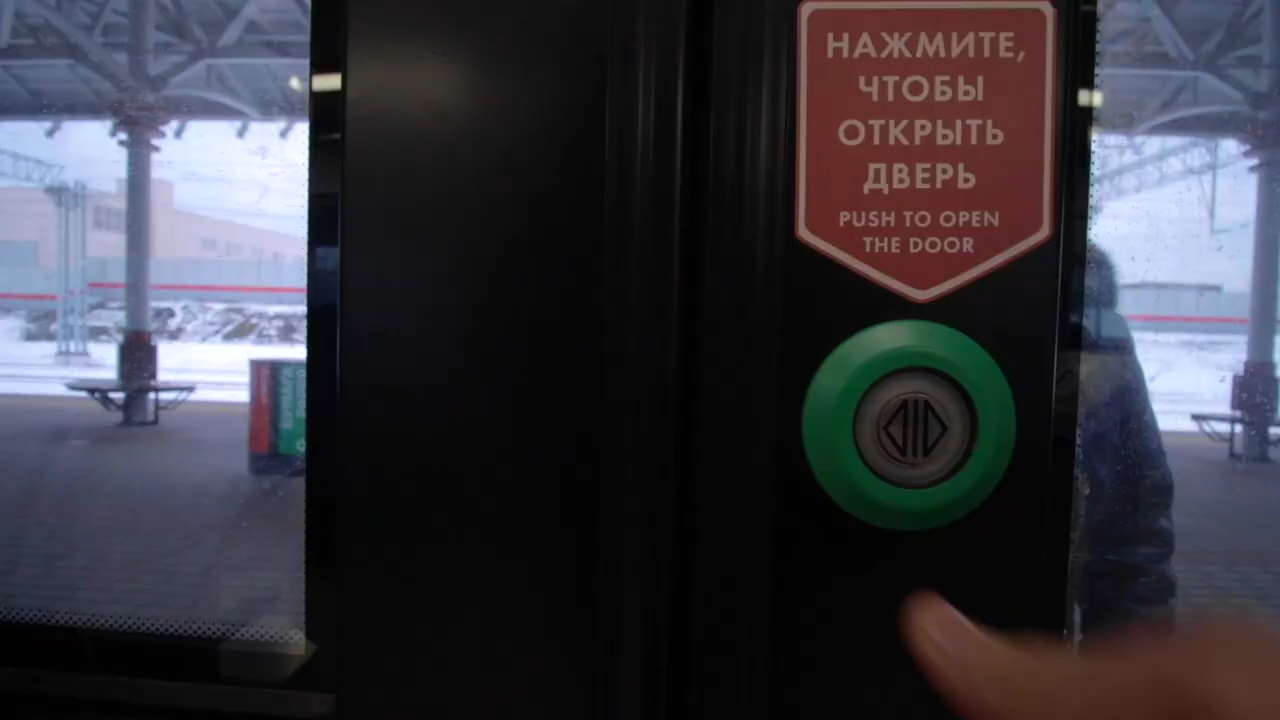 НАЖМИТЕ,
ЧТОБЫ
ОТКРЫТЬ
ДВЕРЬ
PUSH TO OPEN
THE DOOR